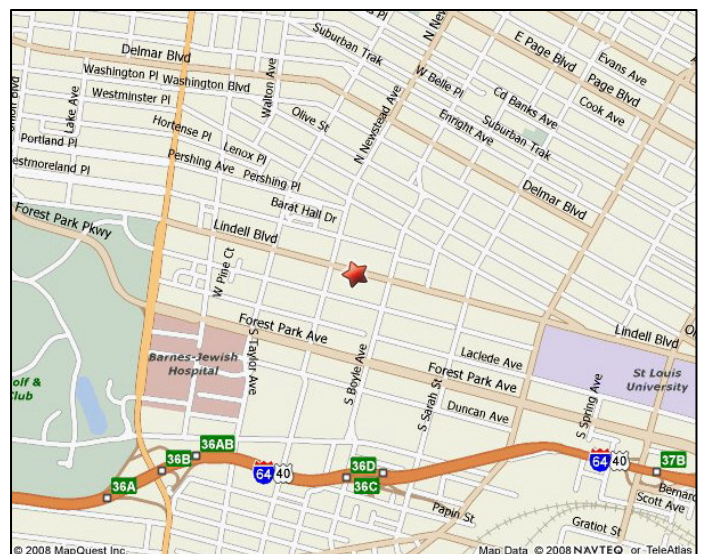 N Ne
E Page Blvd
Suburban Trak
Delmar Blvd
Evans Ave
Washington Pl
Washington Blvd
Walton Ave
W Belle Pl
Page Blvd
Westminster Pl
Cd Banks Ave
Cook Ave
Lake Ave
Olive St
N Newstead Ave
Hortense Pl
Enright Ave
Suburban Trak
Portland Pl
Lenox Pl
estmoreland Pl
Pershing Ave
Pershing Pl
Delmar Blvd
Barat Hall Dr
Forest Park Pkwy
Lindell Blvd
W Pine Ct
Forest Park Ave
Lindell Blvd
Barnes-Jewish
Hospital
S Taylor Ave
Laclede Ave
St Louis
University
olf &
lub
S Boyle Ave
Forest Park Ave
S Sarah St
Duncan Ave
S Spring Ave
36AB
36B
36D
64
40
37B
36A
64
40
36C
Bernard
Scott Ave
Papin St
Gratiot St
© 2008 MapQuest Inc.
Map Data © 2008 NAVTEQ or TeleAtlas